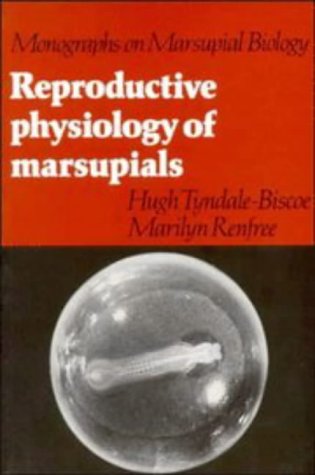 Monographs on Marsupial Biology
Reproductive
physiology of
marsupials
Hugh Tyndale-Biscoe
Marilyn Renfree